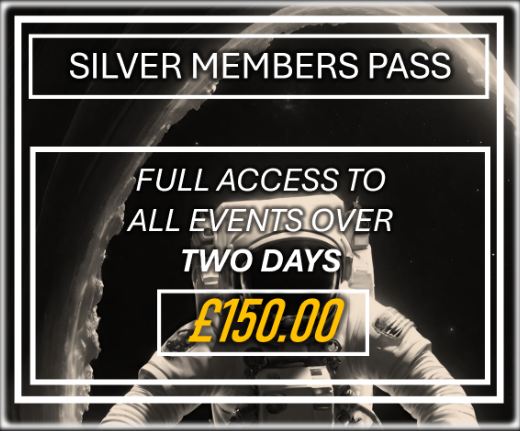 SILVER MEMBERS PASS
FULL ACCESS TO
ALL EVENTS OVER
TWO DAYS
£150.00